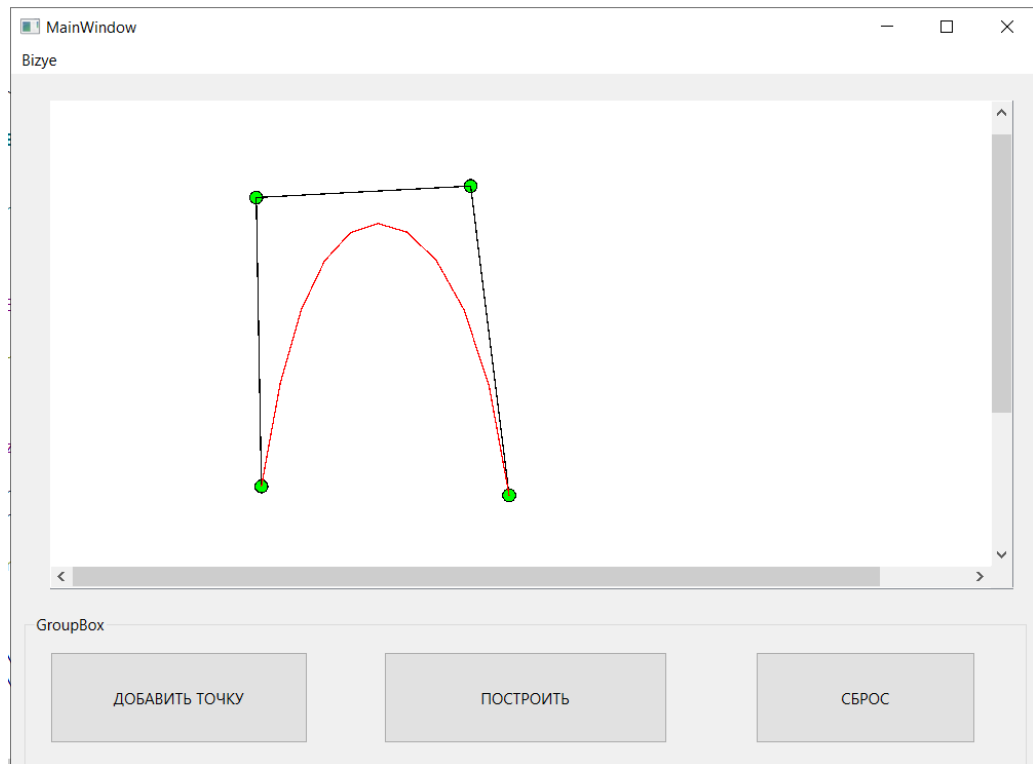 MainWindow
Bizye
GroupBox
ДОБАВИТЬ ТОЧКУ
ПОСТРОИТЬ
СБРОС